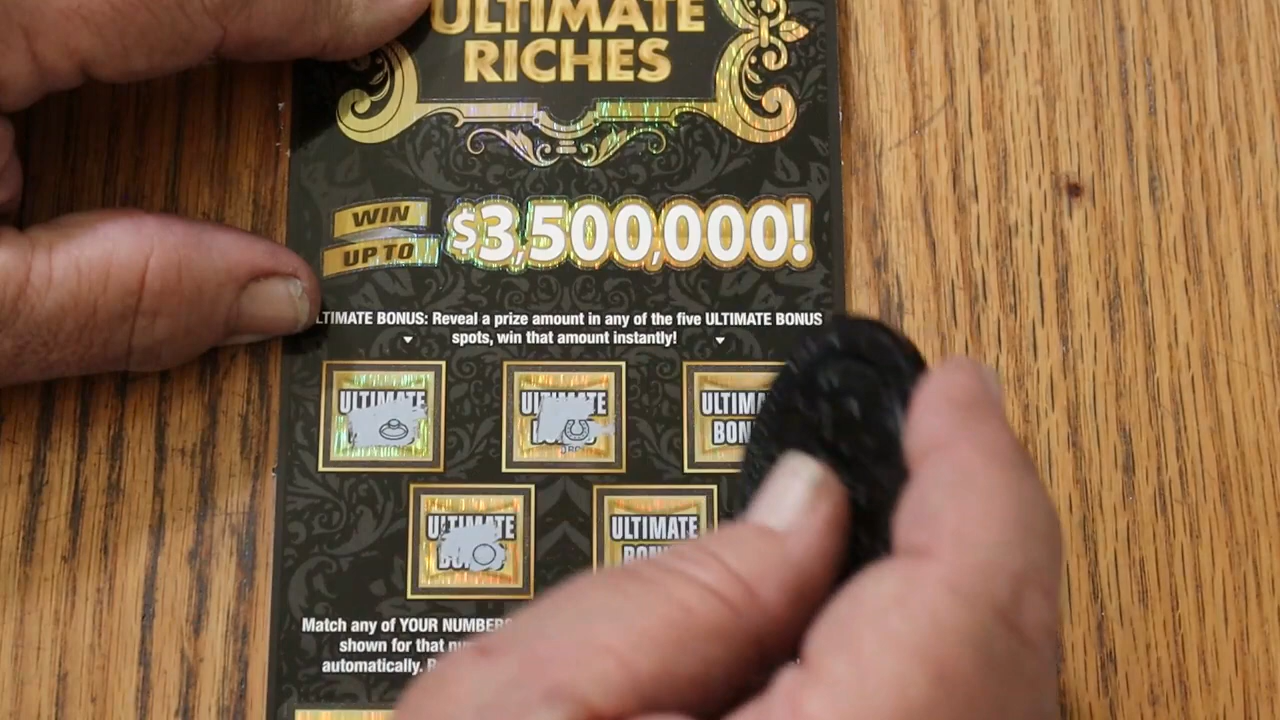 ULTIMATE
RICHES
WIN
UP TO
$3,500,000!
LTIMATE BONUS: Reveal a prize amount in any of the five ULTIMATE BONUS
spots, win that amount instantly!
ULTIMATE
ULTIMATE
ULTIMA
BON
ULTIMATE
ULTIMATE
Match any of YOUR NUMBERS
shown for that
automatically.